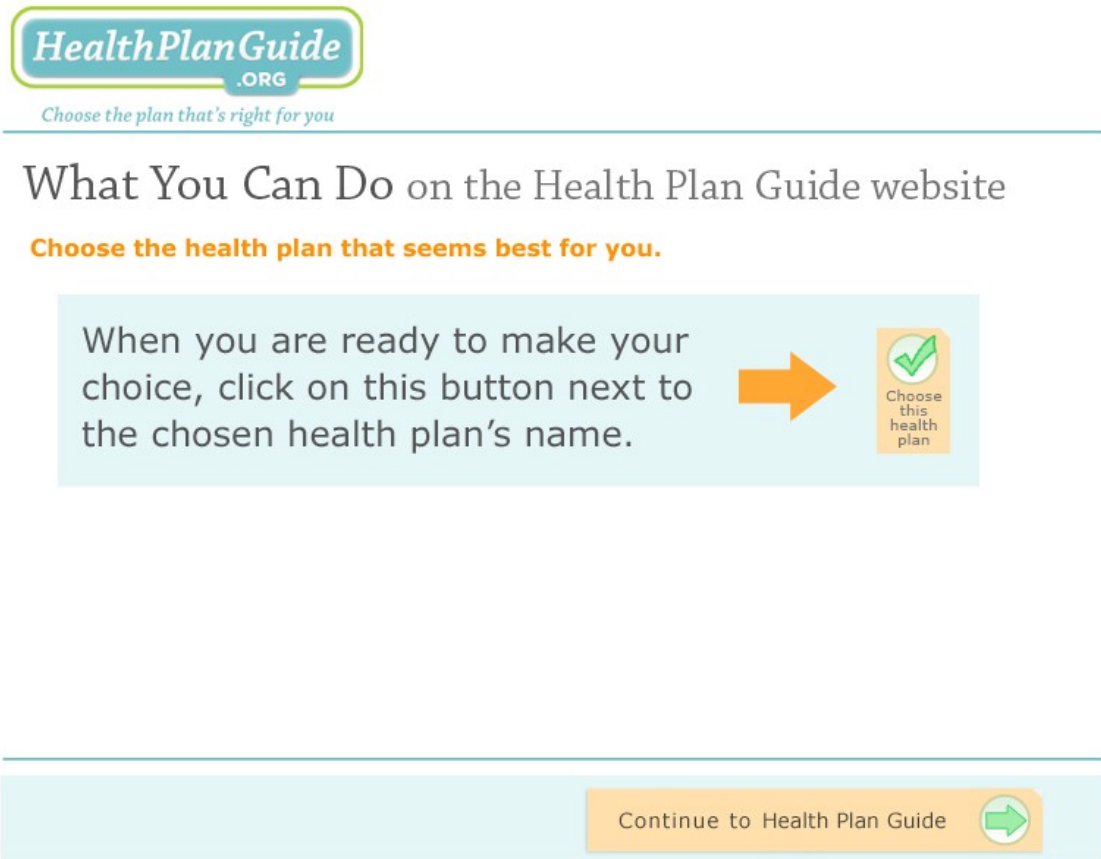 HealthPlanGuide
.ORG
Choose the plan that's right for you
What You Can Do on the Health Plan Guide website
Choose the health plan that seems best for you.
When you are ready to make your
choice, click on this button next to
the chosen health plan’s name.
Choose
this
health
plan
Continue to Health Plan Guide